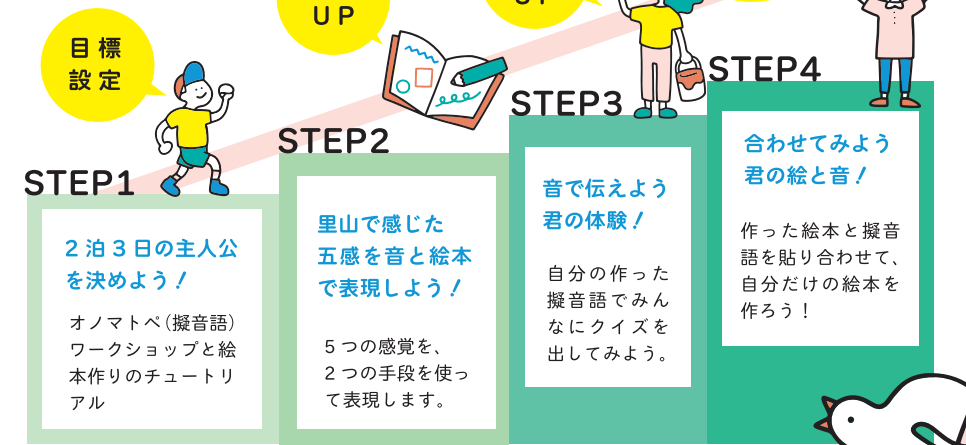 目標
設定
UP
STEP1
2泊3日の主人公
を決めよう！
オノマトペ（擬音語）
ワークショップと絵
本作りのチュートリ
アル
STEP2
里山で感じた
五感を音と絵本
で表現しよう！
5つの感覚を、
2つの手段を使っ
て表現します。
STEP3
音で伝えよう
君の体験！
自分の作った
擬音語でみん
なにクイズを
出してみよう。
STEP4
合わせてみよう
君の絵と音！
作った絵本と擬音
語を貼り合わせて、
自分だけの絵本を
作ろう！